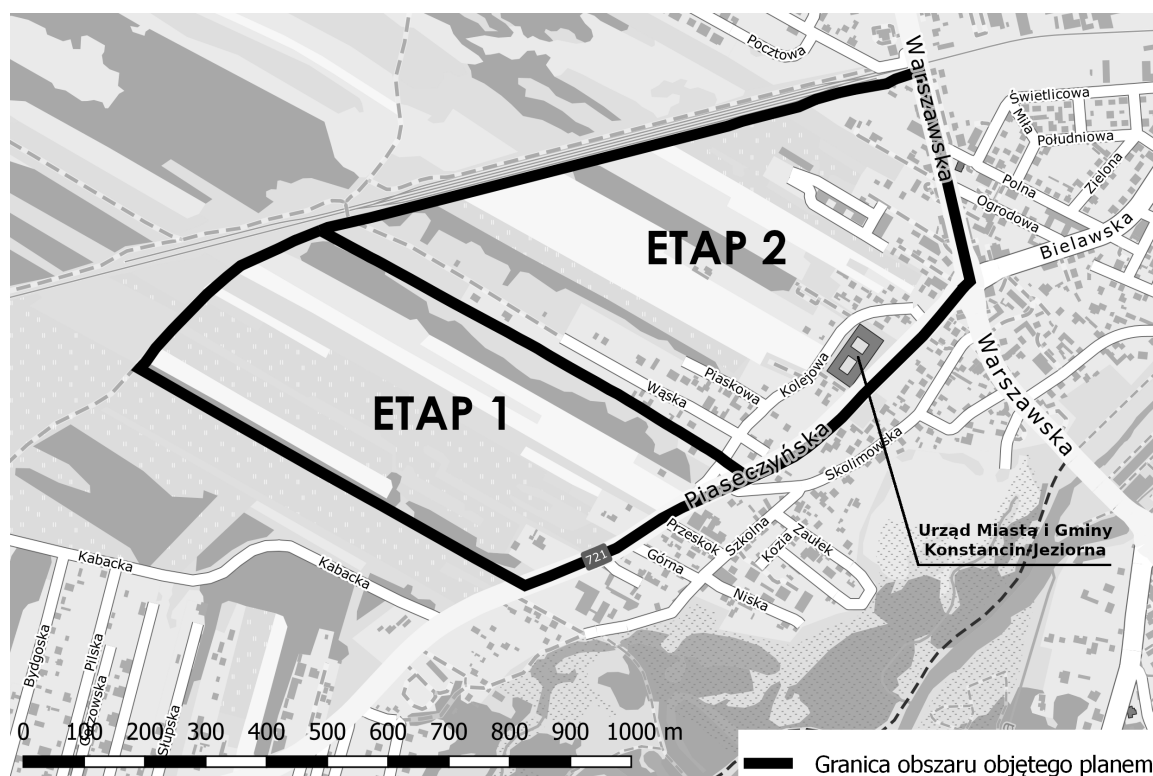 Pocztowa
Warszawska
Świetlicowa
Miła
Południowa
Zielona
Polna
Ogrodowa
Bielawska
ETAP 2
Warszawska
Kolejowa
Piaskowa
Wąska
ETAP 1
Piaseczyńska
Skolimowska
721
Przeskok
Szkolna
Zaułek
Kozia
Górna
Niska
Urząd Miasta i Gminy
Konstancin-Jeziorna
Kabacka
Kabacka
Bydgoska
Pilska
Gorzowska
Słupska
0 100 200 300 400 500 600 700 800 900 1000 m
Granica obszaru objętego planem